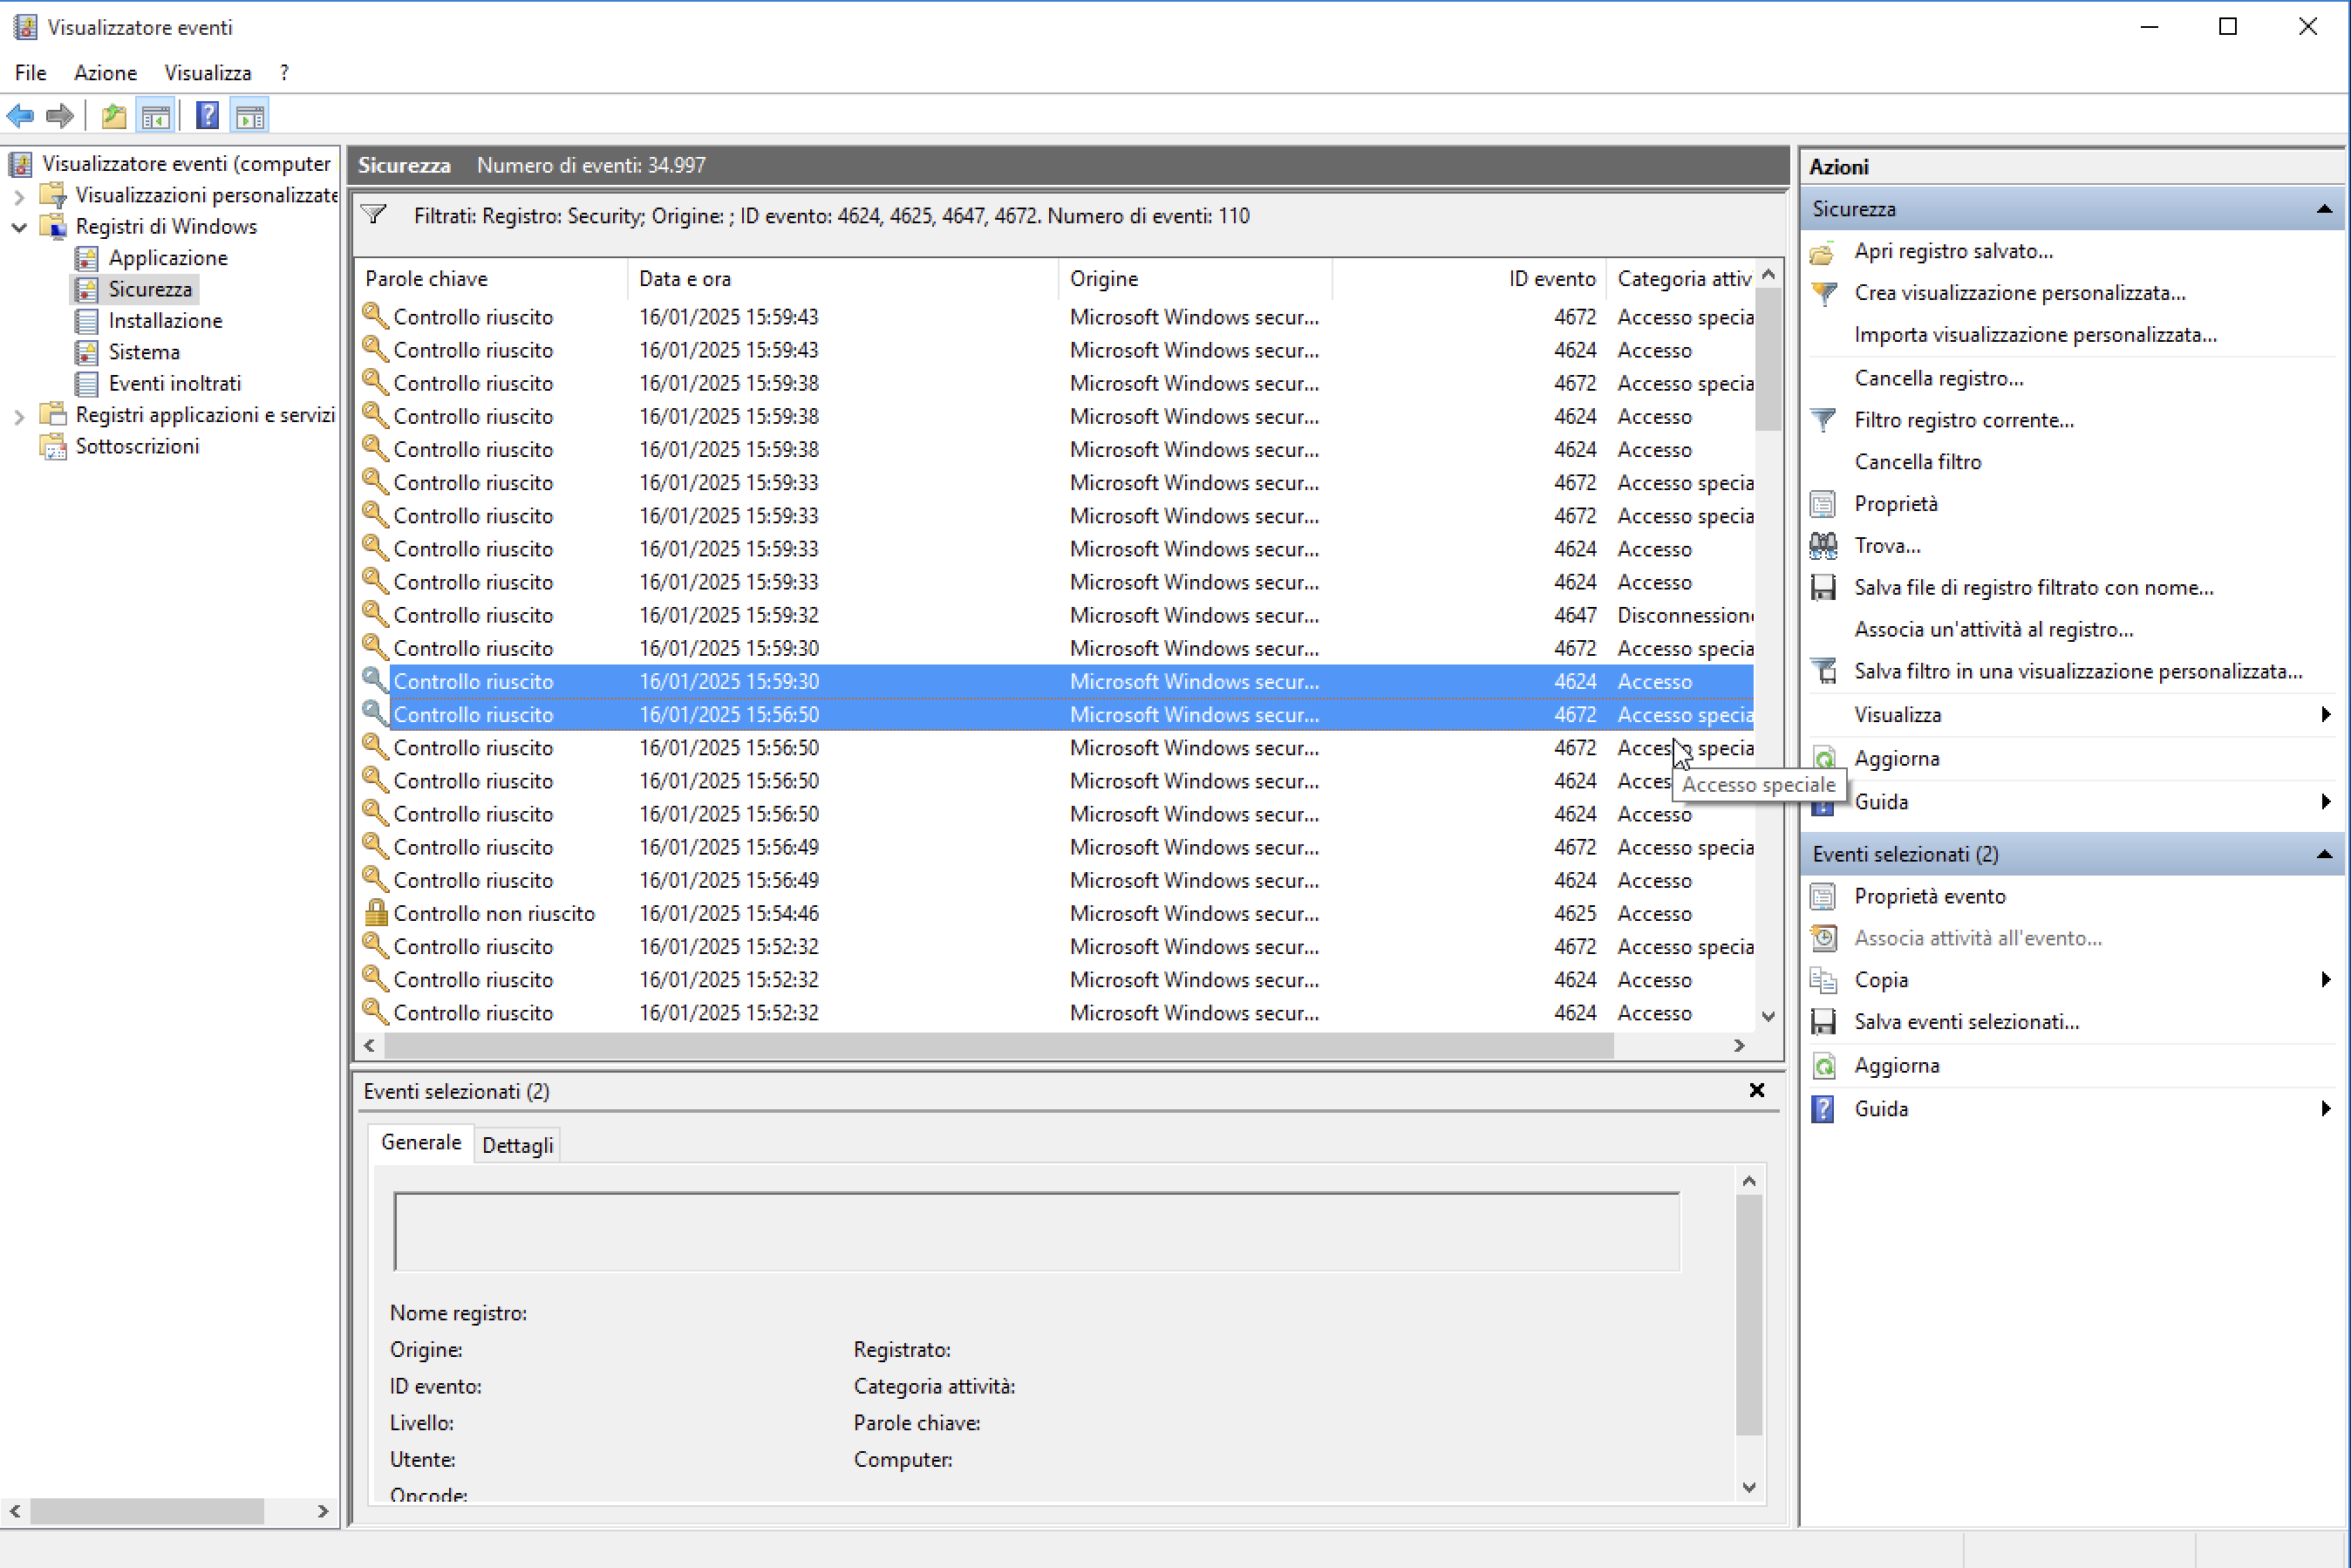 Visualizzatore eventi
File Azione Visualizza ?
Visualizzatore eventi (computer
Visualizzazioni personalizzate
Registri di Windows
Applicazione
Sicurezza
Installazione
Sistema
Eventi inoltrati
Registri applicazioni e servizi
Sottoscrizioni
Sicurezza Numero di eventi: 34.997
Filtrati: Registro: Security; Origine: ; ID evento: 4624, 4625, 4647, 4672. Numero di eventi: 110
Parole chiave Data e ora Origine ID evento Categoria attiv
Controllo riuscito 16/01/2025 15:59:43 Microsoft Windows secur... 4672 Accesso specia
Controllo riuscito 16/01/2025 15:59:43 Microsoft Windows secur... 4624 Accesso
Controllo riuscito 16/01/2025 15:59:38 Microsoft Windows secur... 4672 Accesso specia
Controllo riuscito 16/01/2025 15:59:38 Microsoft Windows secur... 4624 Accesso
Controllo riuscito 16/01/2025 15:59:38 Microsoft Windows secur... 4624 Accesso
Controllo riuscito 16/01/2025 15:59:33 Microsoft Windows secur... 4672 Accesso specia
Controllo riuscito 16/01/2025 15:59:33 Microsoft Windows secur... 4672 Accesso specia
Controllo riuscito 16/01/2025 15:59:33 Microsoft Windows secur... 4624 Accesso
Controllo riuscito 16/01/2025 15:59:33 Microsoft Windows secur... 4624 Accesso
Controllo riuscito 16/01/2025 15:59:32 Microsoft Windows secur... 4647 Disconnessione
Controllo riuscito 16/01/2025 15:59:30 Microsoft Windows secur... 4672 Accesso specia
Controllo riuscito 16/01/2025 15:59:30 Microsoft Windows secur... 4624 Accesso
Controllo riuscito 16/01/2025 15:56:50 Microsoft Windows secur... 4672 Accesso specia
Controllo riuscito 16/01/2025 15:56:50 Microsoft Windows secur... 4672 Accesso specia
Controllo riuscito 16/01/2025 15:56:50 Microsoft Windows secur... 4624 Acces
Accesso speciale
Controllo riuscito 16/01/2025 15:56:50 Microsoft Windows secur... 4624 Accesso
Controllo riuscito 16/01/2025 15:56:49 Microsoft Windows secur... 4672 Accesso specia
Controllo riuscito 16/01/2025 15:56:49 Microsoft Windows secur... 4624 Accesso
Controllo non riuscito 16/01/2025 15:54:46 Microsoft Windows secur... 4625 Accesso
Controllo riuscito 16/01/2025 15:52:32 Microsoft Windows secur... 4672 Accesso specia
Controllo riuscito 16/01/2025 15:52:32 Microsoft Windows secur... 4624 Accesso
Controllo riuscito 16/01/2025 15:52:32 Microsoft Windows secur... 4624 Accesso
Eventi selezionati (2)
Generale Dettagli
Nome registro:
Origine: Registrato:
ID evento: Categoria attività:
Livello: Parole chiave:
Utente: Computer:
Opcode:
Azioni
Sicurezza
Apri registro salvato...
Crea visualizzazione personalizzata...
Importa visualizzazione personalizzata...
Cancella registro...
Filtro registro corrente...
Cancella filtro
Proprietà
Trova...
Salva file di registro filtrato con nome...
Associa un'attività al registro...
Salva filtro in una visualizzazione personalizzata...
Visualizza
Aggiorna
Guida
Eventi selezionati (2)
Proprietà evento
Associa attività all'evento...
Copia
Salva eventi selezionati...
Aggiorna
Guida